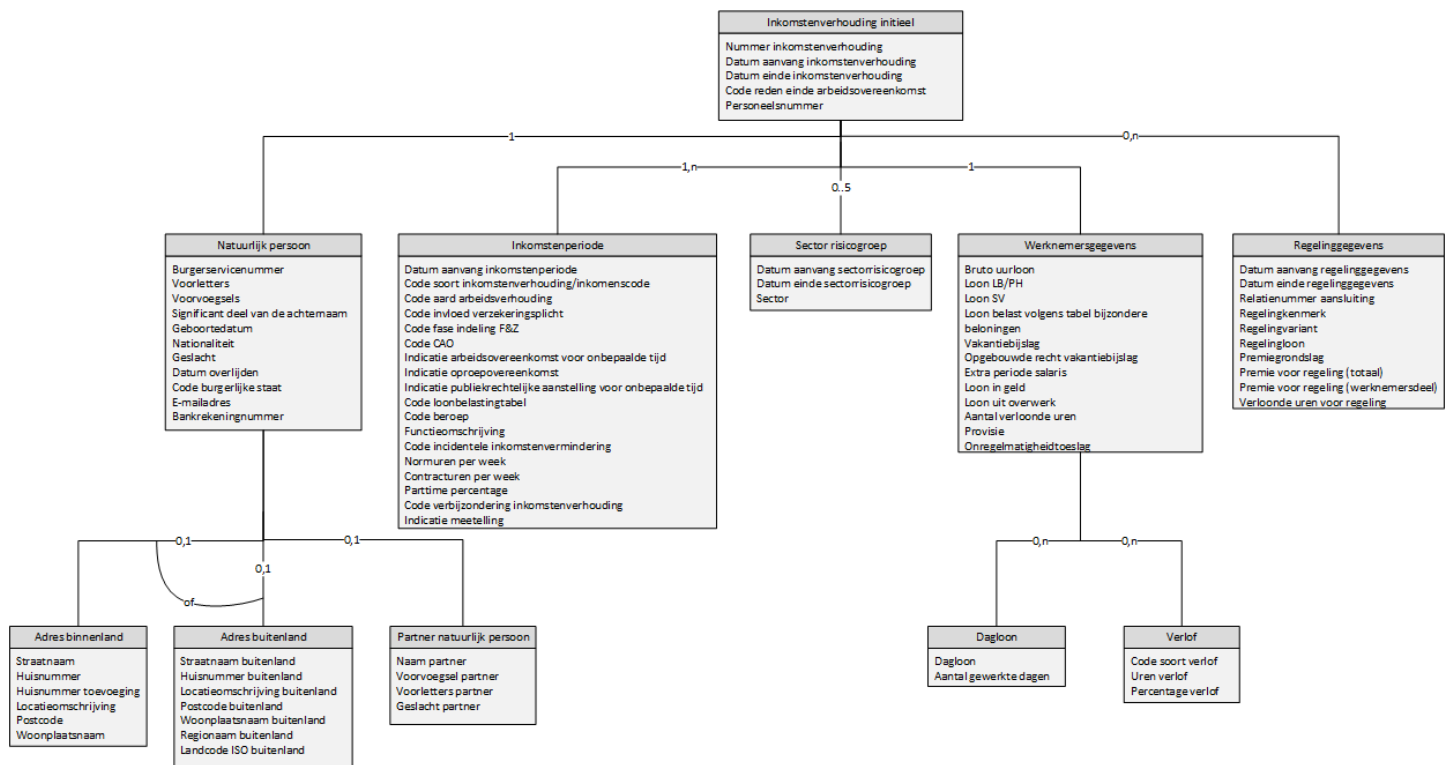 Inkomstenverhouding initieel
Nummer inkomstenverhouding
Datum aanvang inkomstenverhouding
Datum einde inkomstenverhouding
Code reden einde arbeidsovereenkomst
Personeelsnummer
1
0,n
1,n
1
0..5
Natuurlijk persoon
Burgerservicenummer
Voorletters
Voorvoegsels
Significant deel van de achternaam
Geboortedatum
Nationaliteit
Geslacht
Datum overlijden
Code burgerlijke staat
E-mailadres
Bankrekeningnummer
Inkomstenperiode
Datum aanvang inkomstenperiode
Code soort inkomstenverhouding/inkomenscode
Code aard arbeidsverhouding
Code invloed verzekeringsplicht
Code fase indeling F&Z
Code CAO
Indicatie arbeidsovereenkomst voor onbepaalde tijd
Indicatie oproepovereenkomst
Indicatie publiekrechtelijke aanstelling voor onbepaalde tijd
Code loonbelastingtabel
Code beroep
Functieomschrijving
Code incidentele inkomstenvermindering
Normuren per week
Contracturen per week
Parttime percentage
Code verbijzondering inkomstenverhouding
Indicatie meetelling
Sector risicogroep
Datum aanvang sectorrisicogroep
Datum einde sectorrisicogroep
Sector
Werknemersgegevens
Bruto uurloon
Loon LB/PH
Loon SV
Loon belast volgens tabel bijzondere
beloningen
Vakantiebijslag
Opgebouwde recht vakantiebijslag
Extra periode salaris
Loon in geld
Loon uit overwerk
Aantal verloonde uren
Provisie
Onregelmatigheidtoeslag
Regelinggegevens
Datum aanvang regelinggegevens
Datum einde regelinggegevens
Relatienummer aansluiting
Regelingkenmerk
Regelingvariant
Regelingloon
Premiegrondslag
Premie voor regeling (totaal)
Premie voor regeling (werknemersdeel)
Verloonde uren voor regeling
0,1
0,1
0,1
of
0,n
0,n
Adres binnenland
Straatnaam
Huisnummer
Huisnummer toevoeging
Locatieomschrijving
Postcode
Woonplaatsnaam
Adres buitenland
Straatnaam buitenland
Huisnummer buitenland
Locatieomschrijving buitenland
Postcode buitenland
Woonplaatsnaam buitenland
Regionaam buitenland
Landcode ISO buitenland
Partner natuurlijk persoon
Naam partner
Voorvoegsel partner
Voorletters partner
Geslacht partner
Dagloon
Dagloon
Aantal gewerkte dagen
Verlof
Code soort verlof
Uren verlof
Percentage verlof